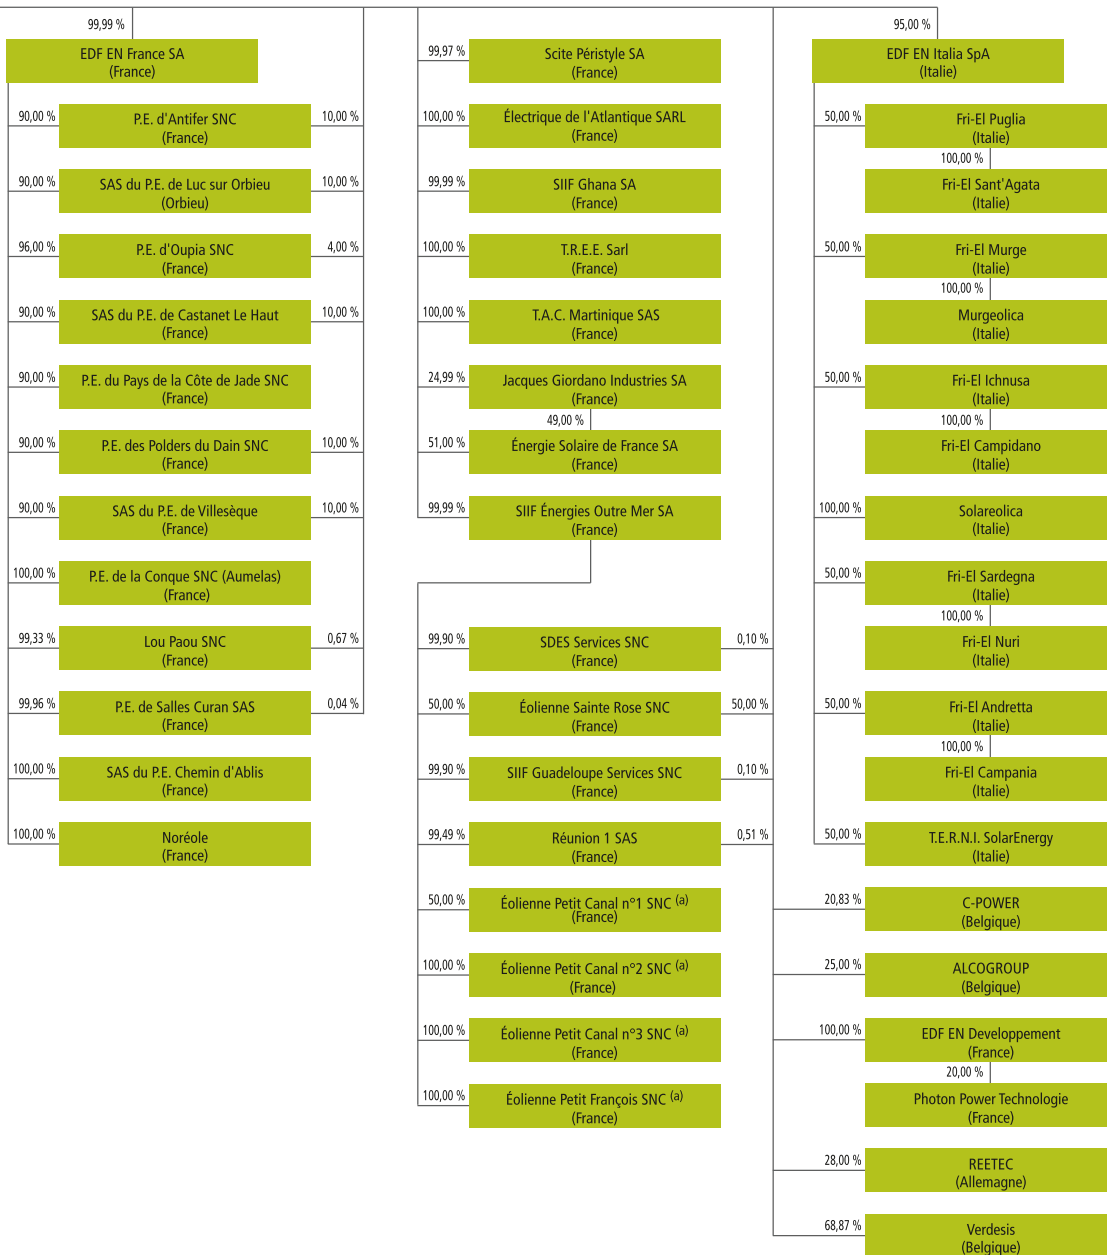 99,99 %
EDF EN France SA
(France)
90,00 %
P.E. d'Antifer SNC
(France)
10,00 %
90,00 %
SAS du P.E. de Luc sur Orbieu
(Orbieu)
10,00 %
96,00 %
P.E. d'Oupia SNC
(France)
4,00 %
90,00 %
SAS du P.E. de Castanet Le Haut
(France)
10,00 %
90,00 %
P.E. du Pays de la Côte de Jade SNC
(France)
90,00 %
P.E. des Polders du Dain SNC
(France)
10,00 %
90,00 %
SAS du P.E. de Villesèque
(France)
10,00 %
100,00 %
P.E. de la Conque SNC (Aumelas)
(France)
99,33 %
Lou Paou SNC
(France)
0,67 %
99,96 %
P.E. de Salles Curan SAS
(France)
0,04 %
100,00 %
SAS du P.E. Chemin d'Ablis
(France)
100,00 %
Noréole
(France)
99,97 %
Scite Péristyle SA
(France)
100,00 %
Électrique de l'Atlantique SARL
(France)
99,99 %
SIIF Ghana SA
(France)
100,00 %
T.R.E.E. Sarl
(France)
100,00 %
T.A.C. Martinique SAS
(France)
24,99 %
Jacques Giordano Industries SA
(France)
49,00 %
51,00 %
Énergie Solaire de France SA
(France)
99,99 %
SIIF Énergies Outre Mer SA
(France)
99,90 %
SDES Services SNC
(France)
0,10 %
50,00 %
Éolienne Sainte Rose SNC
(France)
50,00 %
99,90 %
SIIF Guadeloupe Services SNC
(France)
0,10 %
99,49 %
Réunion 1 SAS
(France)
0,51 %
50,00 %
Éolienne Petit Canal n°1 SNC (a)
(France)
100,00 %
Éolienne Petit Canal n°2 SNC (a)
(France)
100,00 %
Éolienne Petit Canal n°3 SNC (a)
(France)
100,00 %
Éolienne Petit François SNC (a)
(France)
95,00 %
EDF EN Italia SpA
(Italie)
50,00 %
Fri-El Puglia
(Italie)
100,00 %
Fri-El Sant'Agata
(Italie)
50,00 %
Fri-El Murge
(Italie)
100,00 %
Murgeolica
(Italie)
50,00 %
Fri-El Ichnusa
(Italie)
100,00 %
Fri-El Campidano
(Italie)
100,00 %
Solareolica
(Italie)
50,00 %
Fri-El Sardegna
(Italie)
100,00 %
Fri-El Nuri
(Italie)
50,00 %
Fri-El Andretta
(Italie)
100,00 %
Fri-El Campania
(Italie)
50,00 %
T.E.R.N.I. SolarEnergy
(Italie)
20,83 %
C-POWER
(Belgique)
25,00 %
ALCOGROUP
(Belgique)
100,00 %
EDF EN Developpement
(France)
20,00 %
Photon Power Technologie
(France)
28,00 %
REETEC
(Allemagne)
68,87 %
Verdesis
(Belgique)